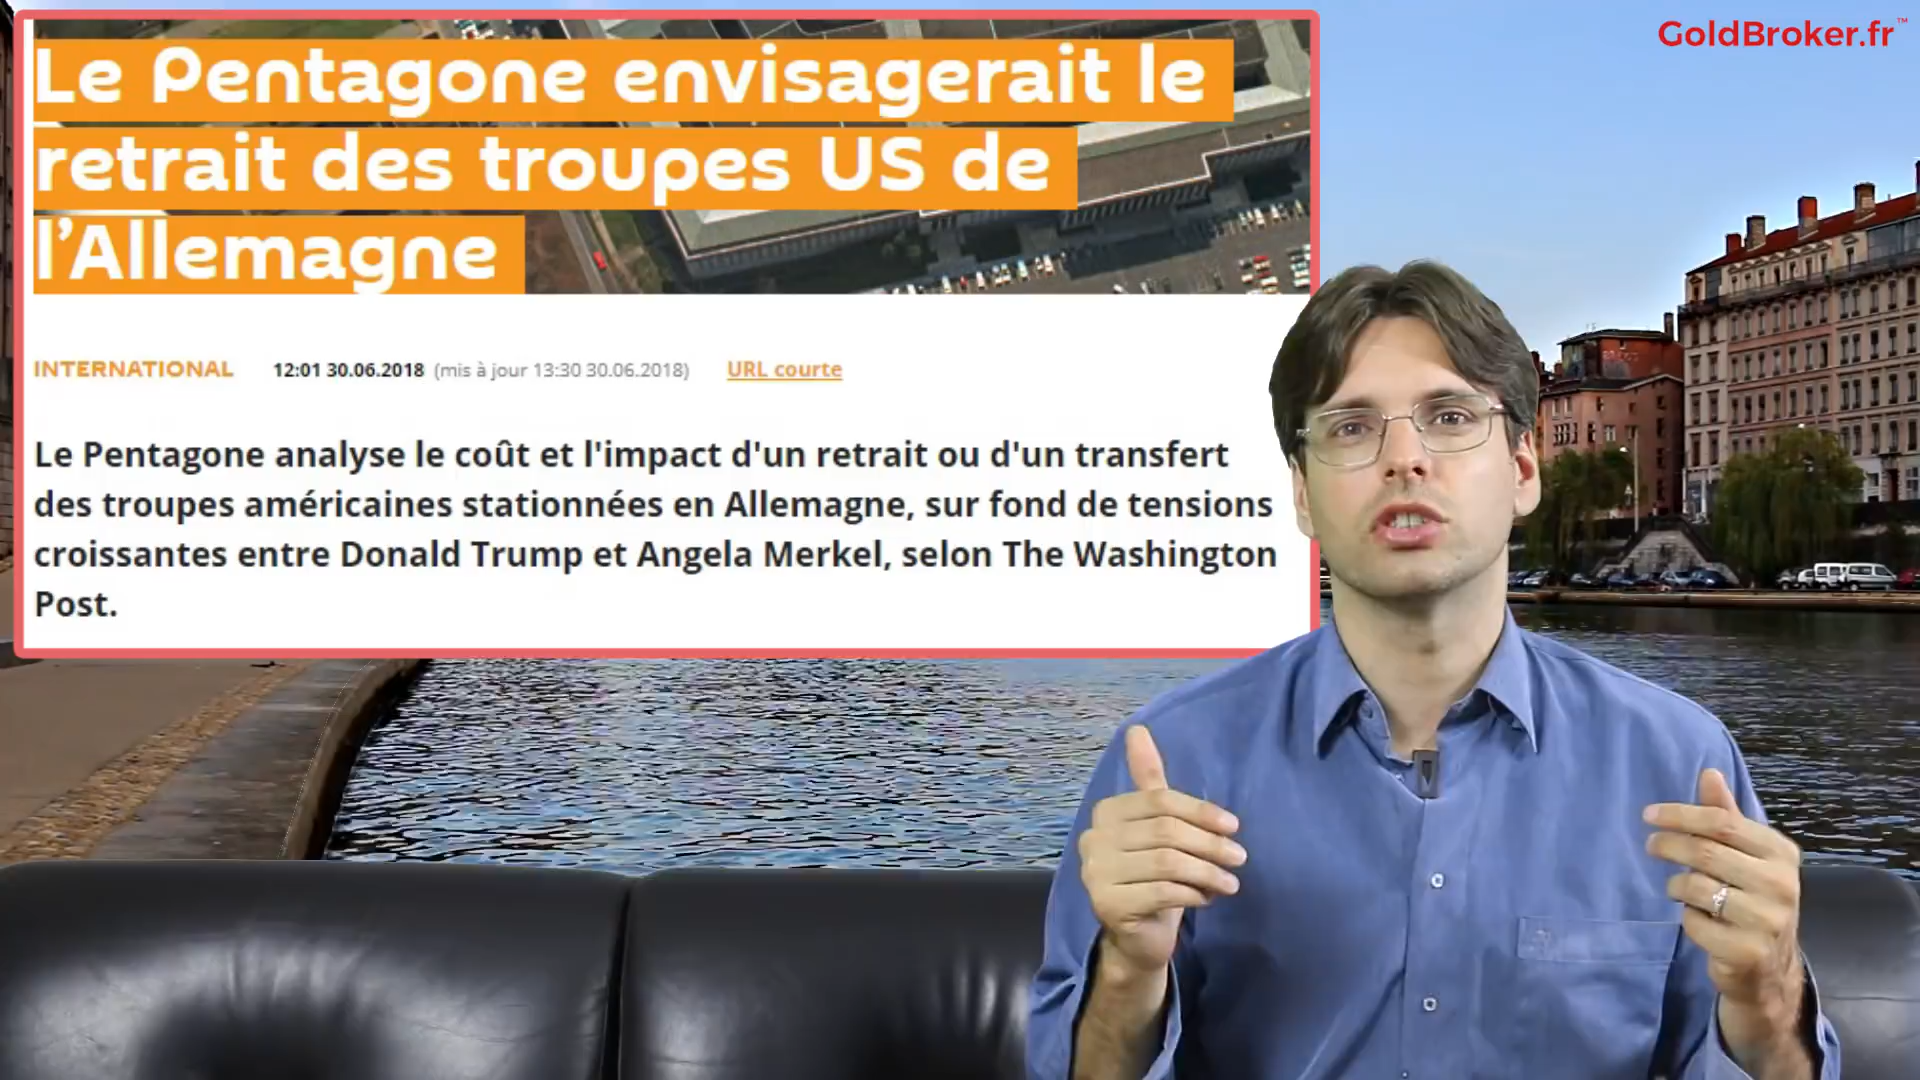 GoldBroker.fr™
Le Pentagone envisagerait le
retrait des troupes US de
l’Allemagne
INTERNATIONAL 12:01 30.06.2018 (mis à jour 13:30 30.06.2018) URL courte
Le Pentagone analyse le coût et l'impact d'un retrait ou d'un transfert
des troupes américaines stationnées en Allemagne, sur fond de tensions
croissantes entre Donald Trump et Angela Merkel, selon The Washington
Post.